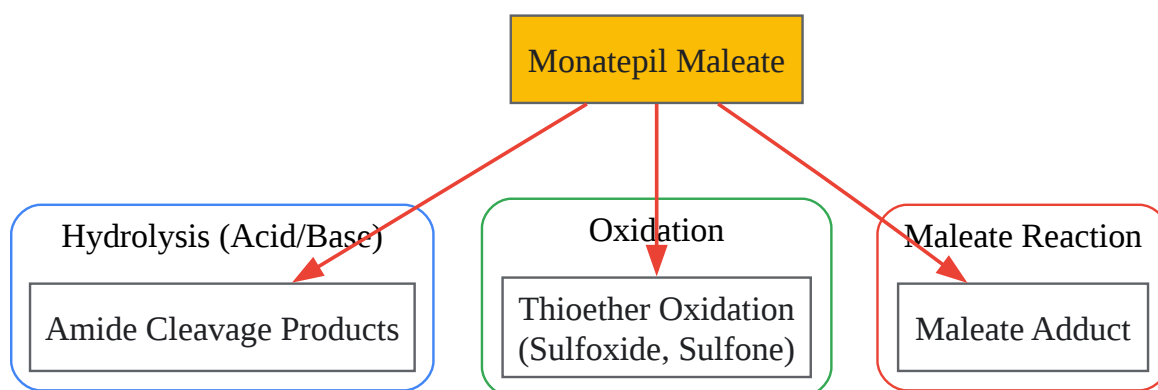 Monatepil Maleate
Hydrolysis (Acid/Base)
Amide Cleavage Products
Oxidation
Thioether Oxidation
(Sulfoxide, Sulfone)
Maleate Reaction
Maleate Adduct